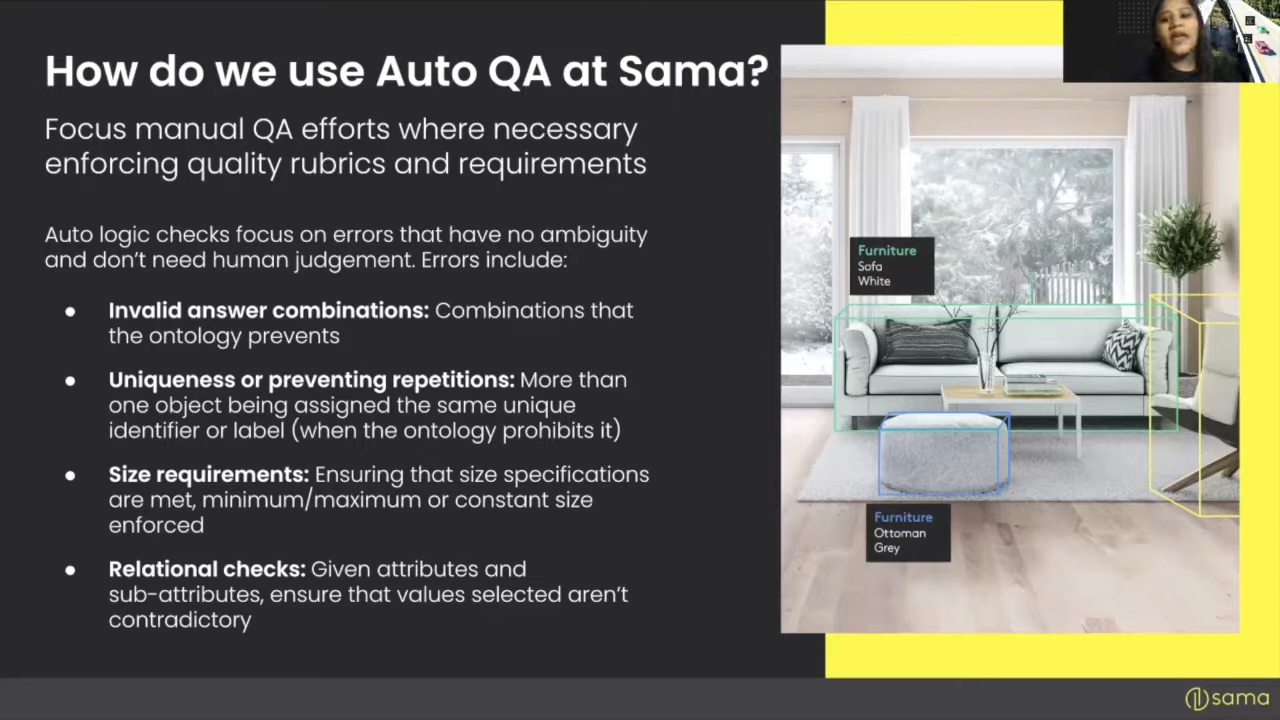 How do we use Auto QA at Sama?
Focus manual QA efforts where necessary
enforcing quality rubrics and requirements
Auto logic checks focus on errors that have no ambiguity
and don't need human judgement. Errors include:
● Invalid answer combinations: Combinations that
the ontology prevents
● Uniqueness or preventing repetitions: More than
one object being assigned the same unique
identifier or label (when the ontology prohibits it)
● Size requirements: Ensuring that size specifications
are met, minimum/maximum or constant size
enforced
● Relational checks: Given attributes and
sub-attributes, ensure that values selected aren't
contradictory
Furniture
Sofa
White
Furniture
Ottoman
Grey
sama